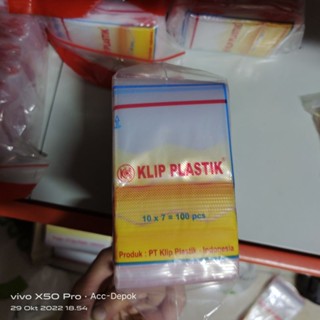 KLIP PLASTIK
10 x 7 = 100 pcs
Produk : PT Klip Plastik - Indonesia
vivo X50 Pro · Acc-Depok
29 Okt 2022 18.54